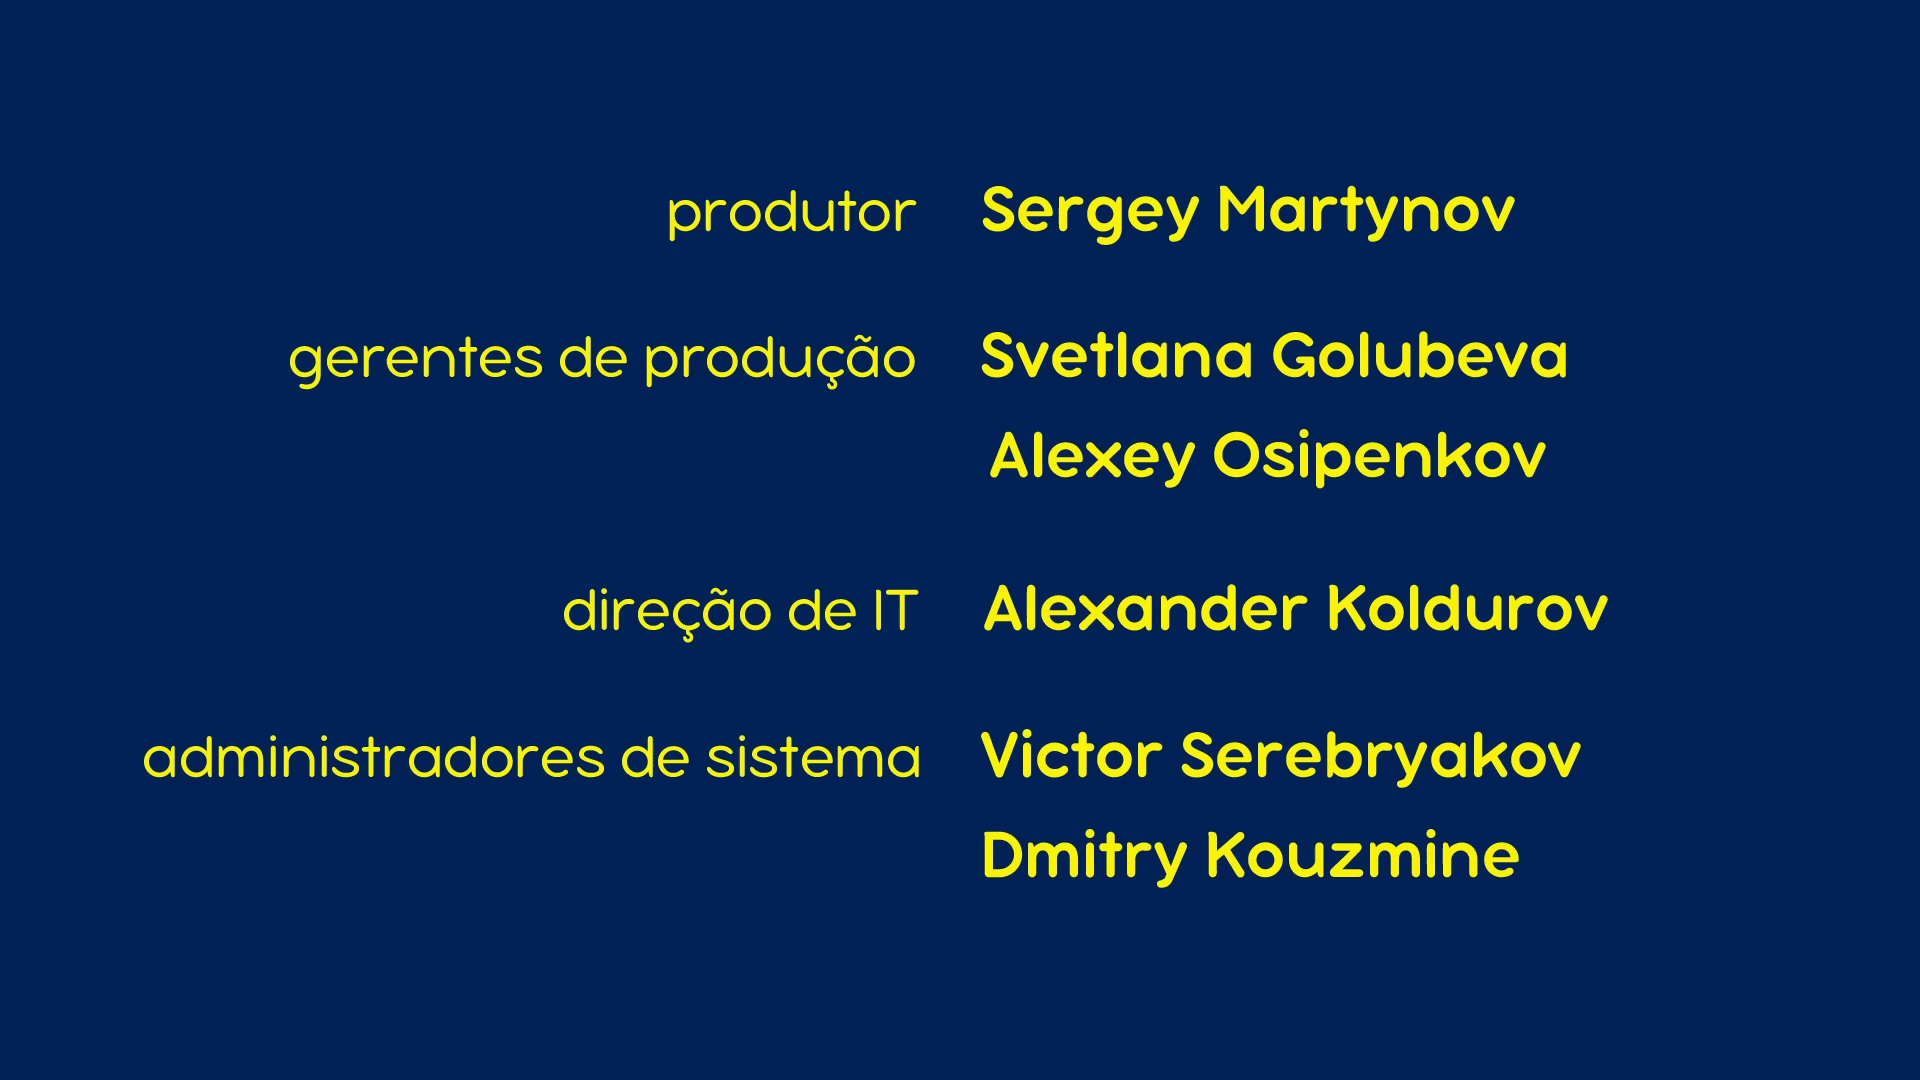 produtor Sergey Martynov
gerentes de produção Svetlana Golubeva
Alexey Osipenkov
direção de IT Alexander Koldurov
administradores de sistema Victor Serebryakov
Dmitry Kouzmine